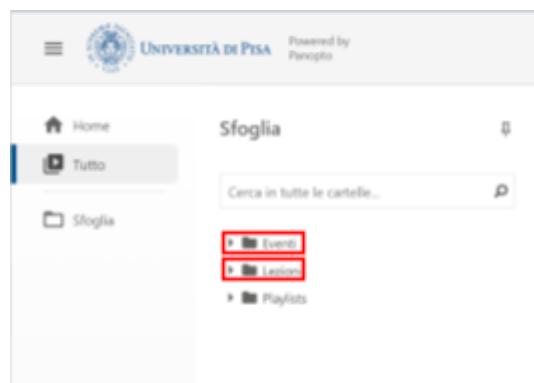 UNIVERSITÀ DI PISA
Powered by
Panopto
Home
Tutto
Sfoglia
Sfoglia
Cerca in tutte le cartelle...
Eventi
Lezioni
Playlists